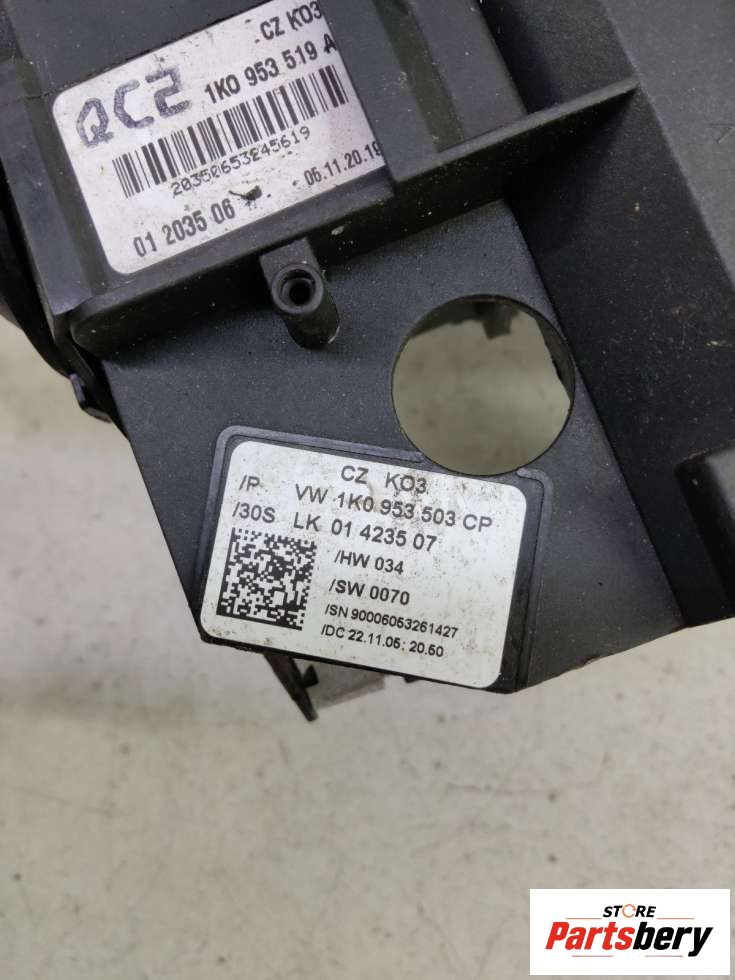 CZ KO3
QCZ
1K0 953 519 A
20350653245619
01 2035 06
06.11.20.19
CZ KO3
/P VW 1K0 953 503 CP
/30S LK 01 4235 07
/HW 034
/SW 0070
/SN 90006053261427
/DC 22.11.05; 20.50
STORE
Partsbery